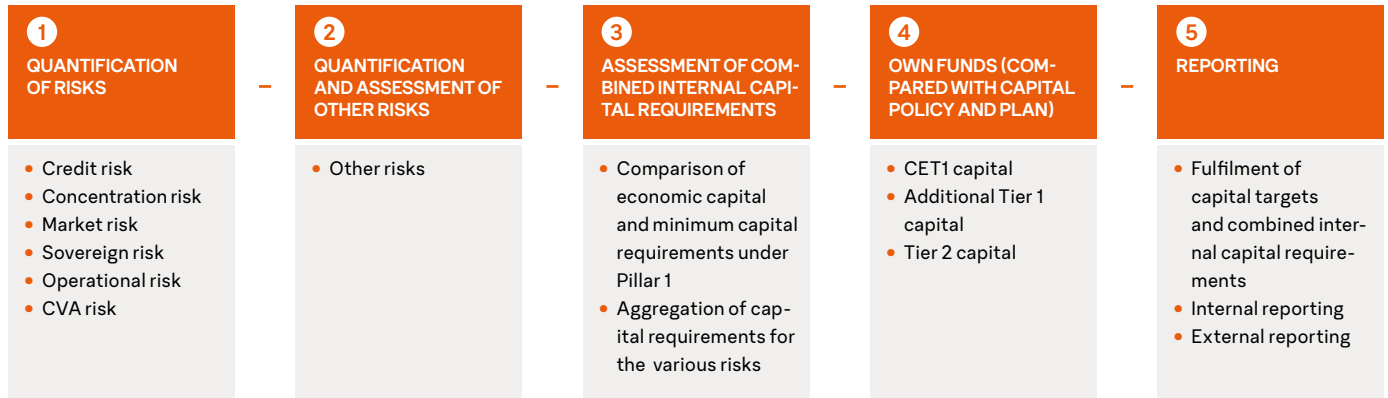 1
QUANTIFICATION
OF RISKS
• Credit risk
• Concentration risk
• Market risk
• Sovereign risk
• Operational risk
• CVA risk
–
2
QUANTIFICATION
AND ASSESSMENT OF
OTHER RISKS
• Other risks
–
3
ASSESSMENT OF COM-
BINED INTERNAL CAPI-
TAL REQUIREMENTS
• Comparison of
economic capital
and minimum capital
requirements under
Pillar 1
• Aggregation of cap-
ital requirements for
the various risks
–
4
OWN FUNDS (COM-
PARED WITH CAPITAL
POLICY AND PLAN)
• CET1 capital
• Additional Tier 1
capital
• Tier 2 capital
–
5
REPORTING
• Fulfilment of
capital targets
and combined inter-
nal capital require-
ments
• Internal reporting
• External reporting